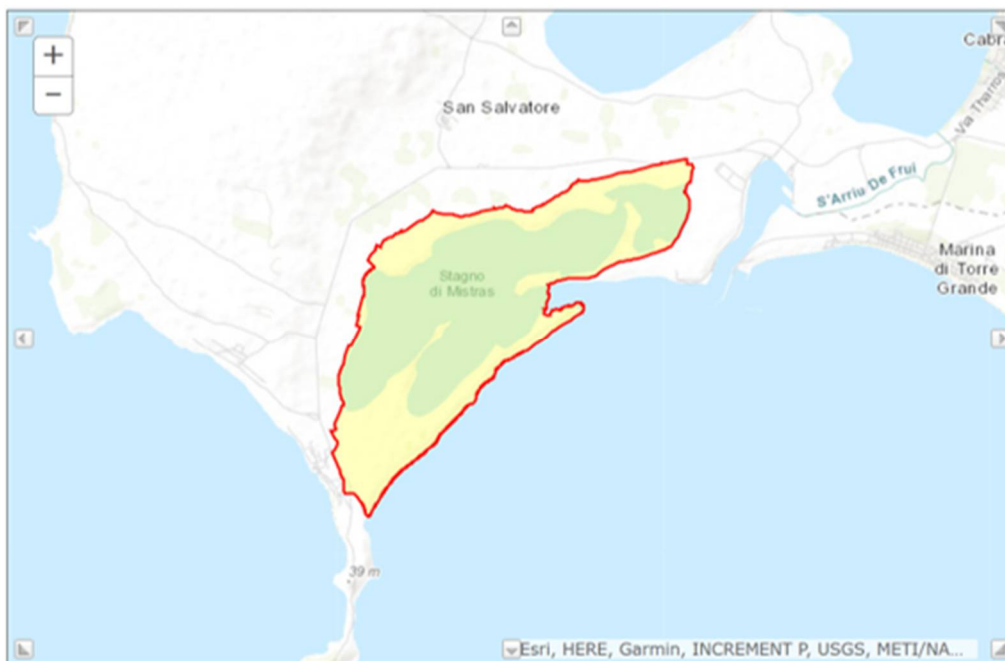 +
−
Cabr
San Salvatore
Via Tharros
S'Arriu De Frui
Marina
di Torre
Grande
Stagno
di Mistras
39 m
Esri, HERE, Garmin, INCREMENT P, USGS, METI/NA...